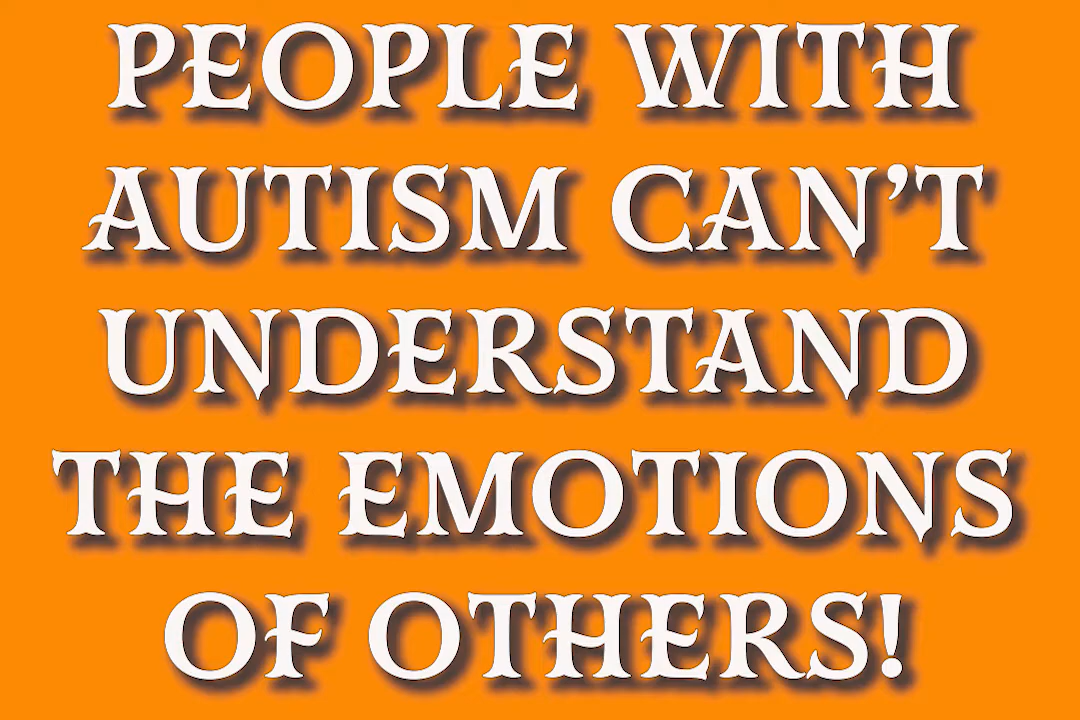 PEOPLE WITH
AUTISM CAN’T
UNDERSTAND
THE EMOTIONS
OF OTHERS!